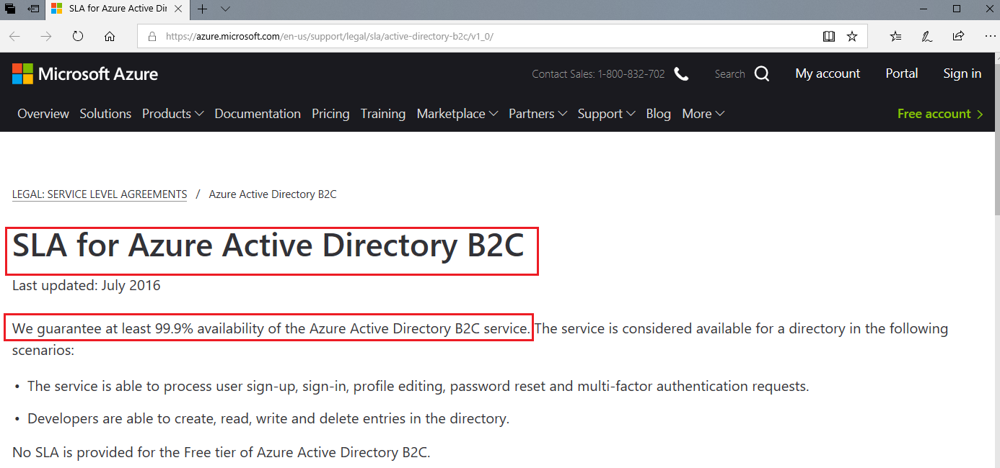 SLA for Azure Active Dir
https://azure.microsoft.com/en-us/support/legal/sla/active-directory-b2c/v1_0/
Microsoft Azure
Contact Sales: 1-800-832-702
Search
My account
Portal
Sign in
Overview Solutions Products Documentation Pricing Training Marketplace Partners Support Blog More Free account
LEGAL: SERVICE LEVEL AGREEMENTS / Azure Active Directory B2C
SLA for Azure Active Directory B2C
Last updated: July 2016
We guarantee at least 99.9% availability of the Azure Active Directory B2C service. The service is considered available for a directory in the following
scenarios:
• The service is able to process user sign-up, sign-in, profile editing, password reset and multi-factor authentication requests.
• Developers are able to create, read, write and delete entries in the directory.
No SLA is provided for the Free tier of Azure Active Directory B2C.